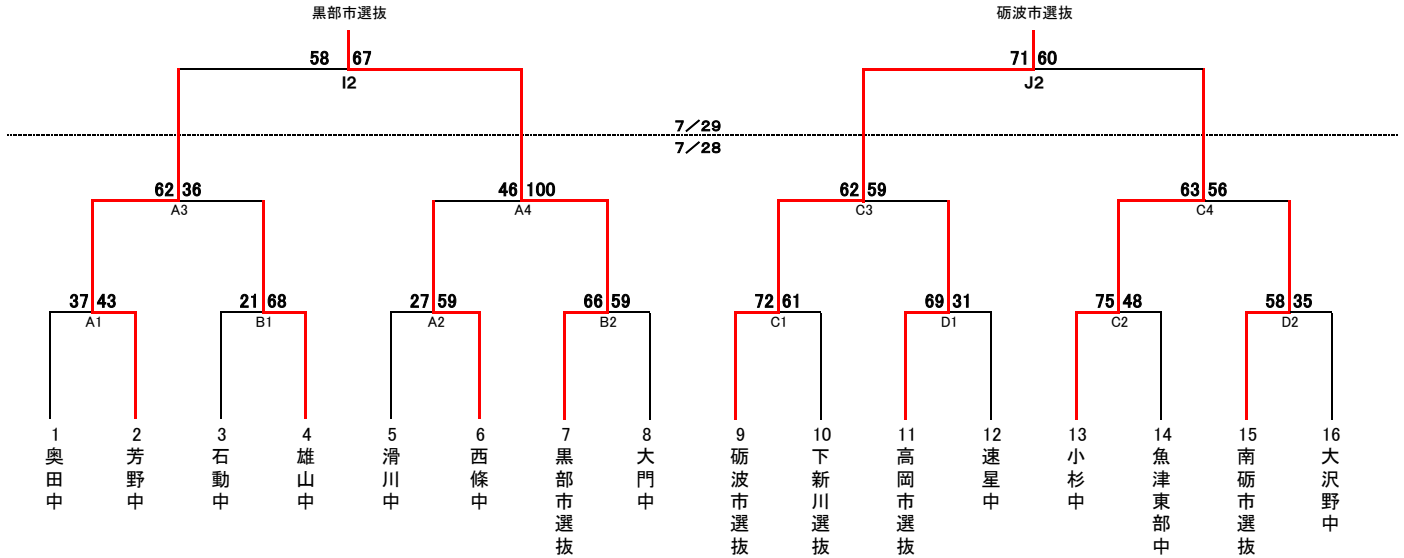 黒部市選抜 砺波市選抜
58 67 71 60
I2 J2
7／29
7／28
62 36 46 100 62 59 63 56
A3 A4 C3 C4
37 43 21 68 27 59 66 59 72 61 69 31 75 48 58 35
A1 B1 A2 B2 C1 D1 C2 D2
1 2 3 4 5 6 7 8 9 10 11 12 13 14 15 16
奥田中
芳野中
石動中
雄山中
滑川中
西條中
黒部市選抜
大門中
砺波市選抜
下新川選抜
高岡市選抜
速星中
小杉中
魚津東部中
南砺市選抜
大沢野中